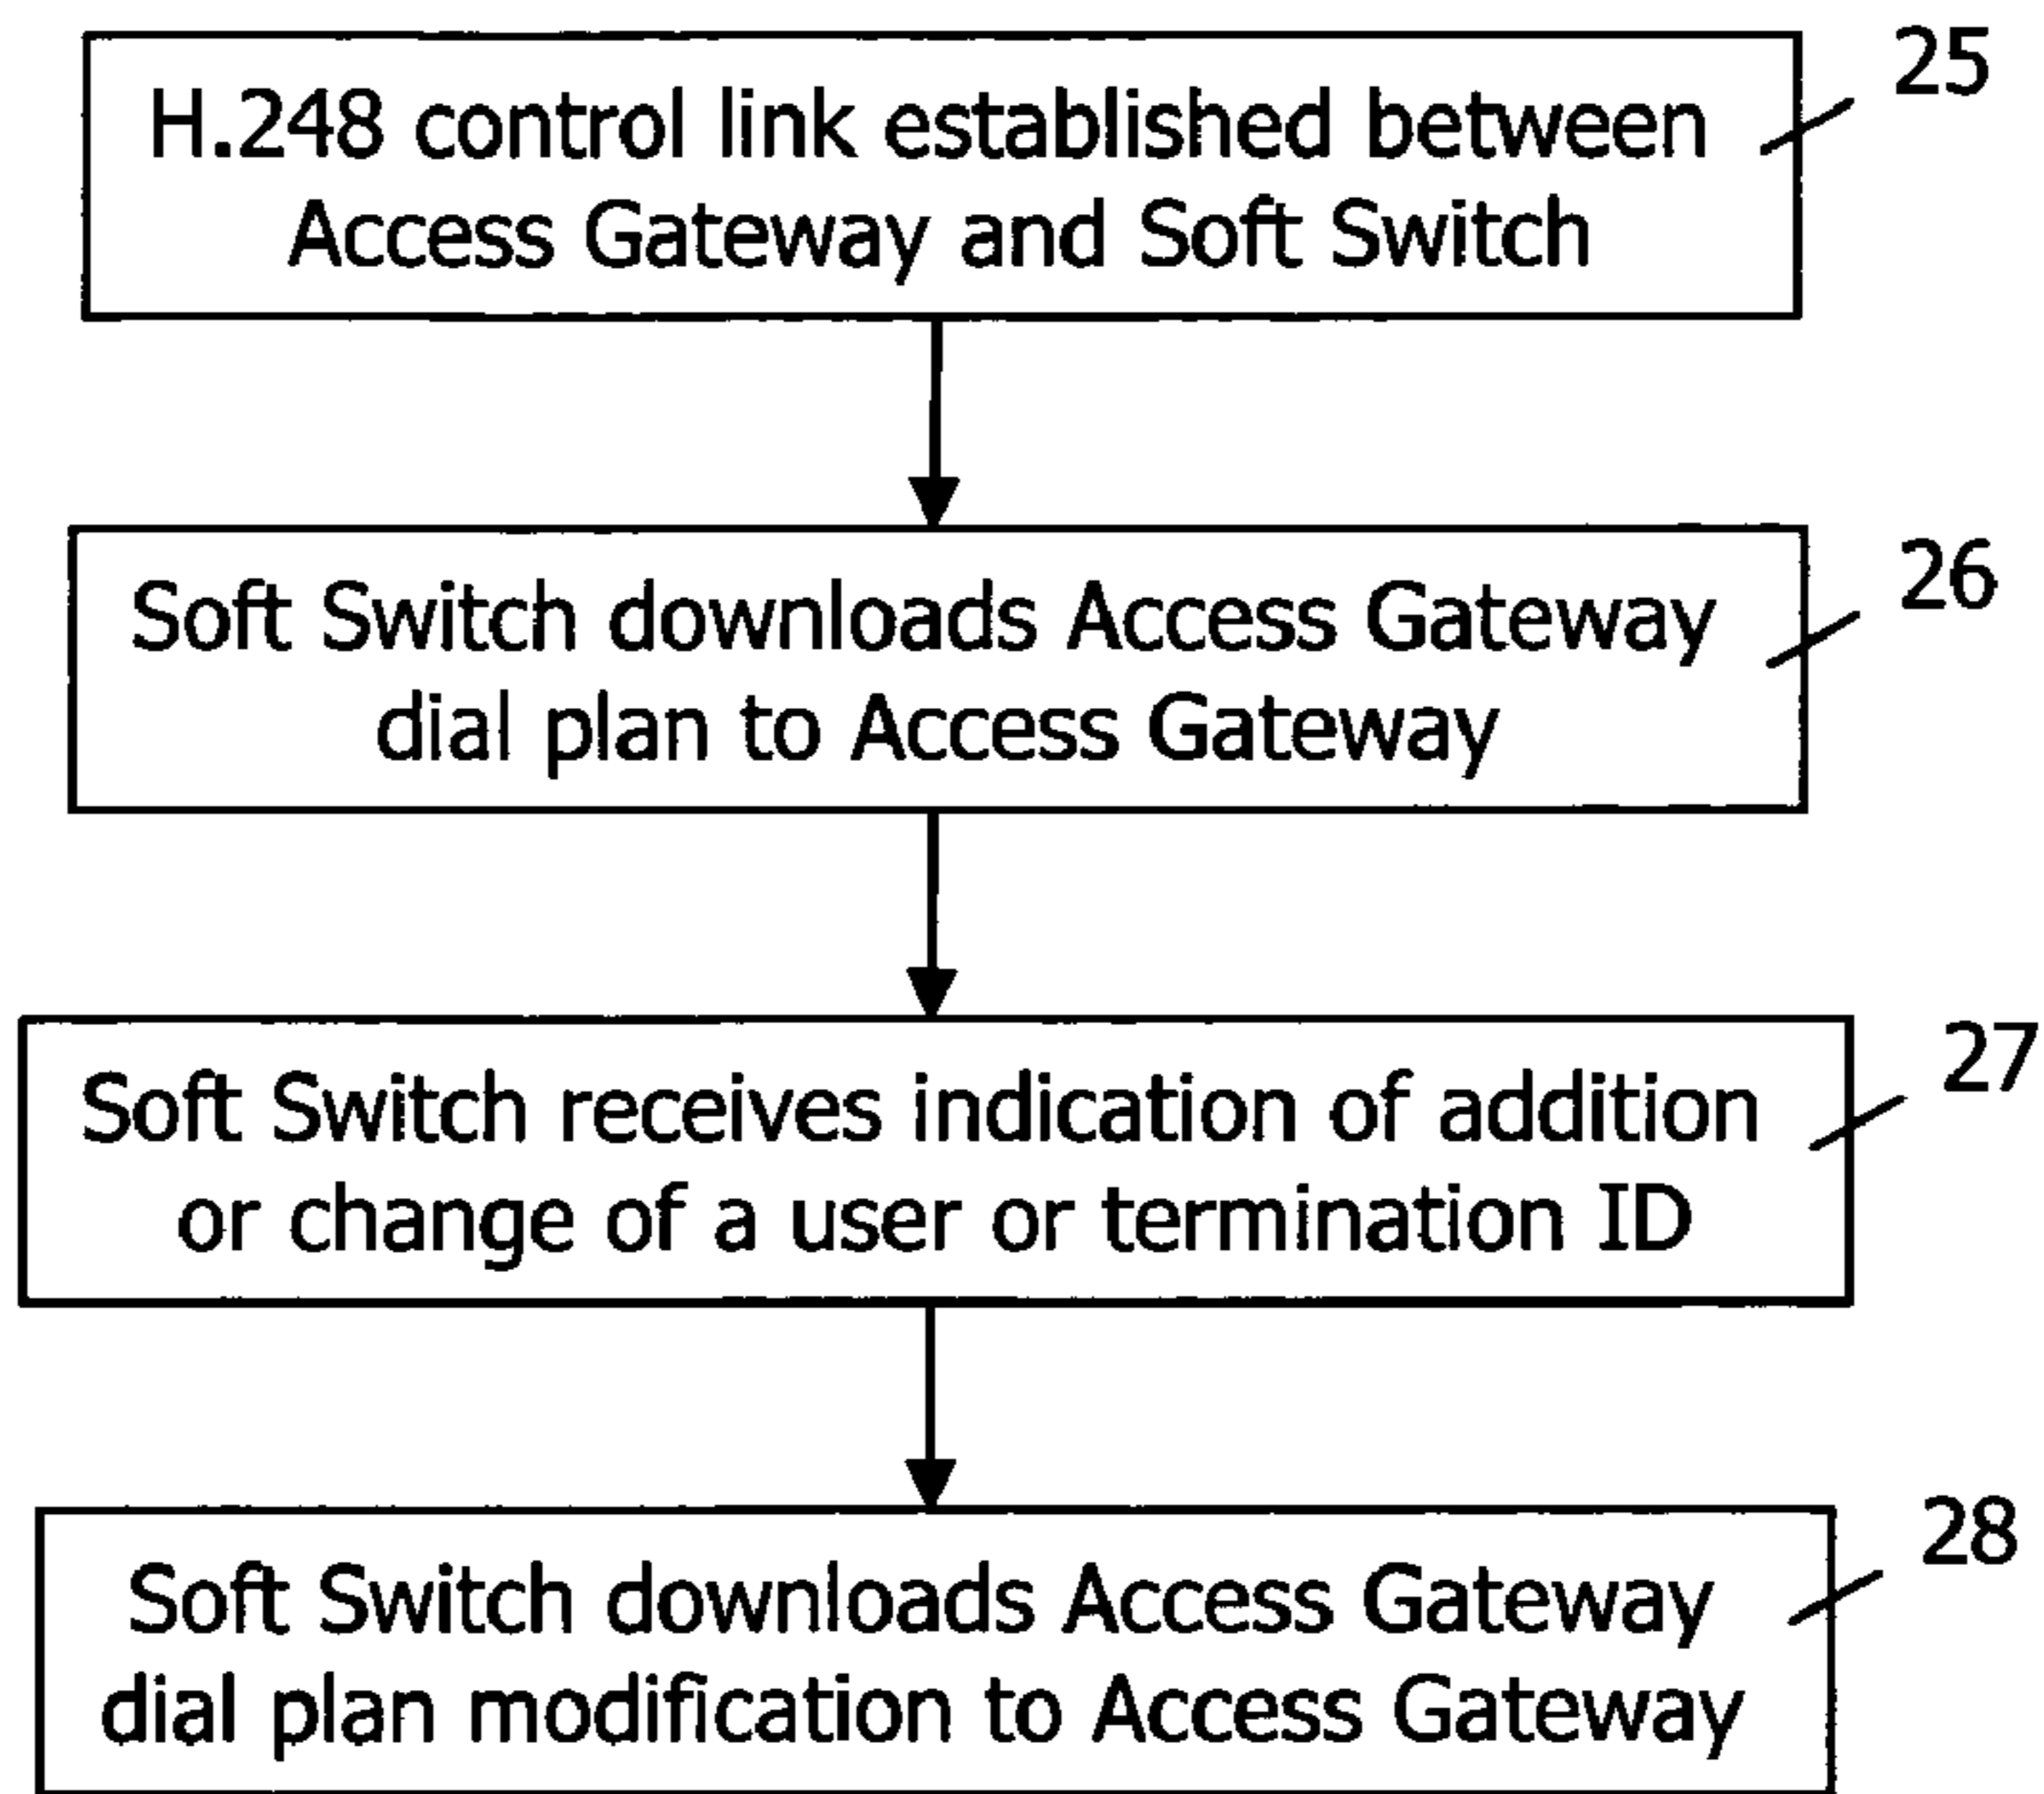 25
H.248 control link established between
Access Gateway and Soft Switch
26
Soft Switch downloads Access Gateway
dial plan to Access Gateway
27
Soft Switch receives indication of addition
or change of a user or termination ID
28
Soft Switch downloads Access Gateway
dial plan modification to Access Gateway